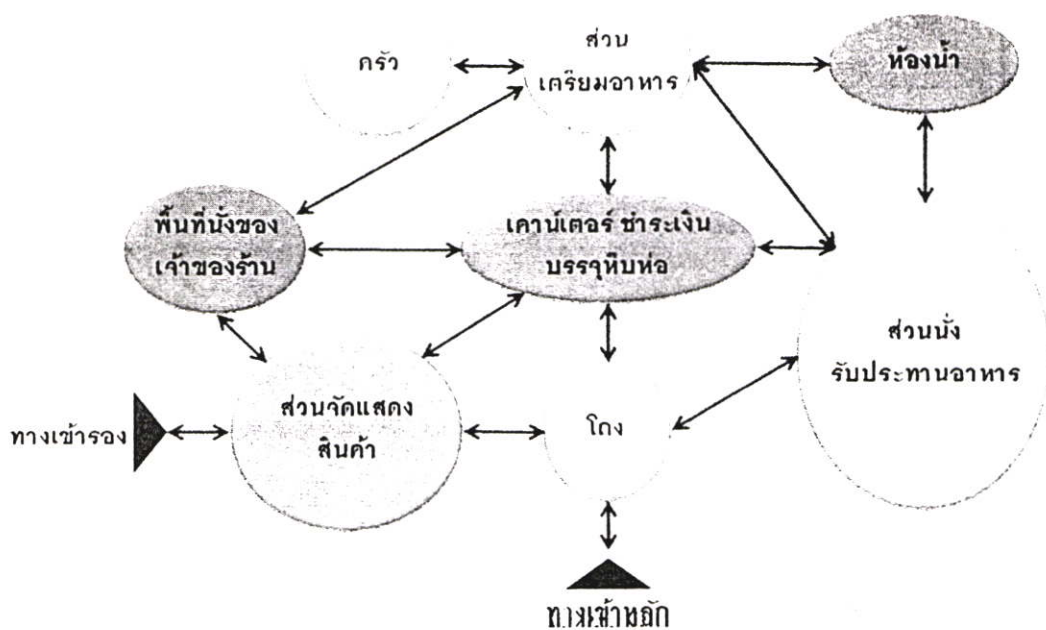 ครัว
ส่วน
เตรียมอาหาร
ห้องน้ำ
พื้นที่นั่งของ
เจ้าของร้าน
เคาน์เตอร์ ชำระเงิน
บรรจุหีบห่อ
ส่วนนั่ง
รับประทานอาหาร
ทางเข้ารอง
ส่วนจัดแสดง
สินค้า
โถง
ทางเข้าหลัก